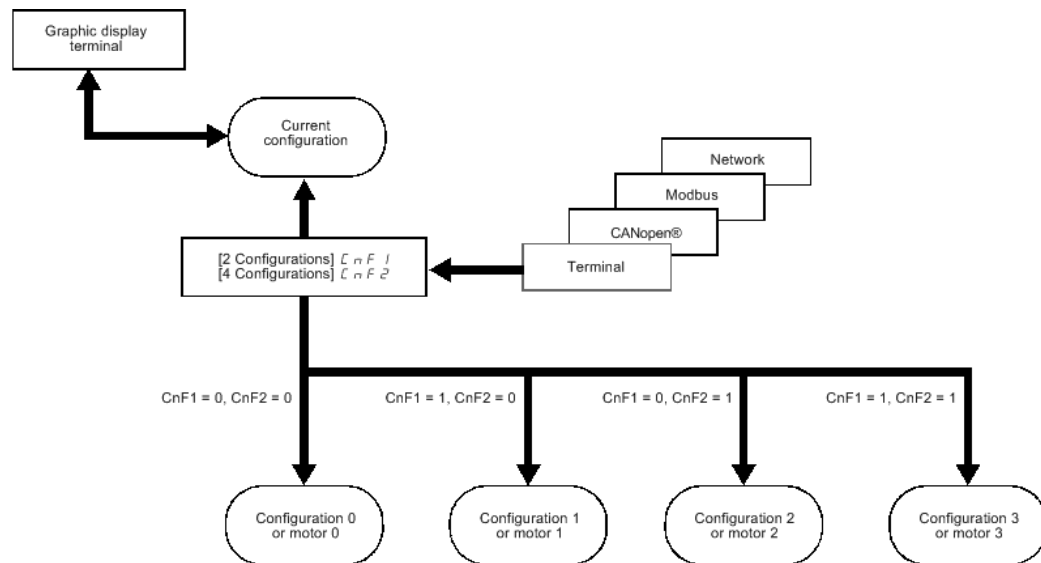 Graphic display
terminal
Current
configuration
Network
Modbus
CANopen®
Terminal
[2 Configurations] CnF1
[4 Configurations] CnF2
CnF1 = 0, CnF2 = 0
CnF1 = 1, CnF2 = 0
CnF1 = 0, CnF2 = 1
CnF1 = 1, CnF2 = 1
Configuration 0
or motor 0
Configuration 1
or motor 1
Configuration 2
or motor 2
Configuration 3
or motor 3